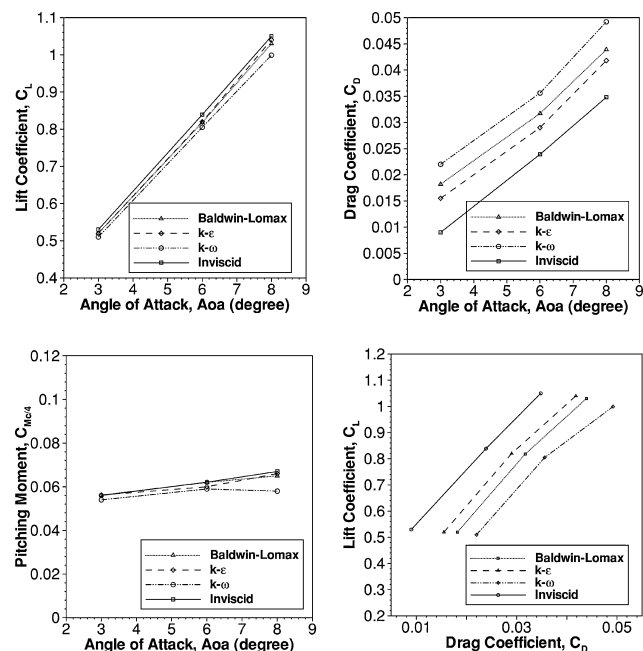 1.1
1
0.9
0.8
0.7
0.6
0.5
0.4
Lift Coefficient, C_L
2 3 4 5 6 7 8 9
Angle of Attack, Aoa (degree)
Baldwin-Lomax
k-ε
k-ω
Inviscid
0.05
0.045
0.04
0.035
0.03
0.025
0.02
0.015
0.01
0.005
0
Drag Coefficient, C_D
2 3 4 5 6 7 8 9
Angle of Attack, Aoa (degree)
Baldwin-Lomax
k-ε
k-ω
Inviscid
0.12
0.1
0.08
0.06
0.04
0.02
0
Pitching Moment, C_Mc/4
2 3 4 5 6 7 8 9
Angle of Attack, Aoa (degree)
Baldwin-Lomax
k-ε
k-ω
Inviscid
1.2
1.1
1
0.9
0.8
0.7
0.6
0.5
0.4
0.3
0.2
Lift Coefficient, C_L
0.01 0.03 0.05
Drag Coefficient, C_D
Baldwin-Lomax
k-ε
k-ω
Inviscid